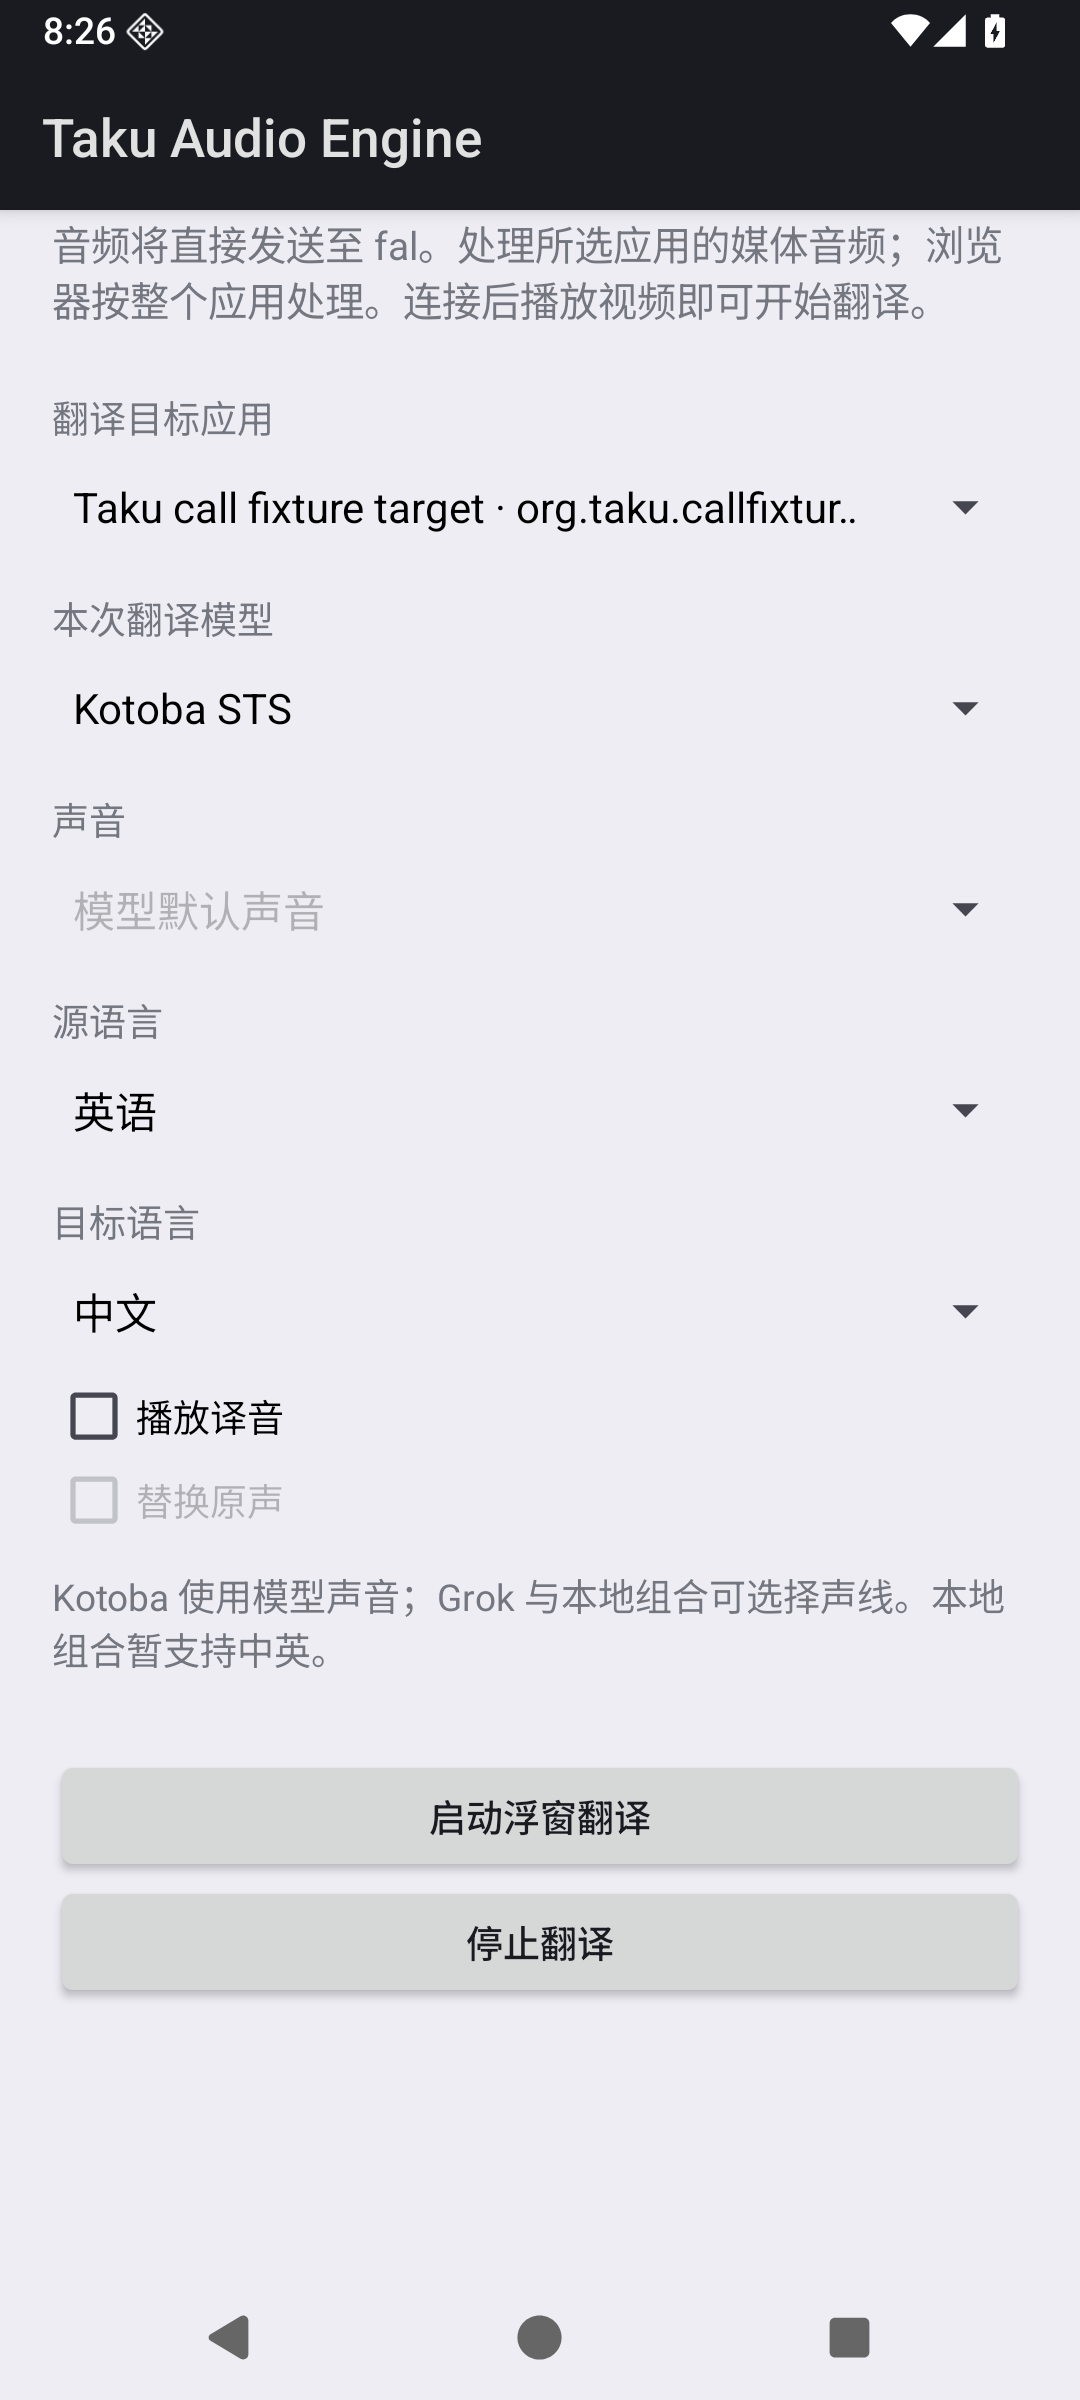 8:26
Taku Audio Engine
音频将直接发送至 fal。处理所选应用的媒体音频；浏览
器按整个应用处理。连接后播放视频即可开始翻译。
翻译目标应用
Taku call fixture target · org.taku.callfixtur..
本次翻译模型
Kotoba STS
声音
模型默认声音
源语言
英语
目标语言
中文
播放译音
替换原声
Kotoba 使用模型声音；Grok 与本地组合可选择声线。本地
组合暂支持中英。
启动浮窗翻译
停止翻译